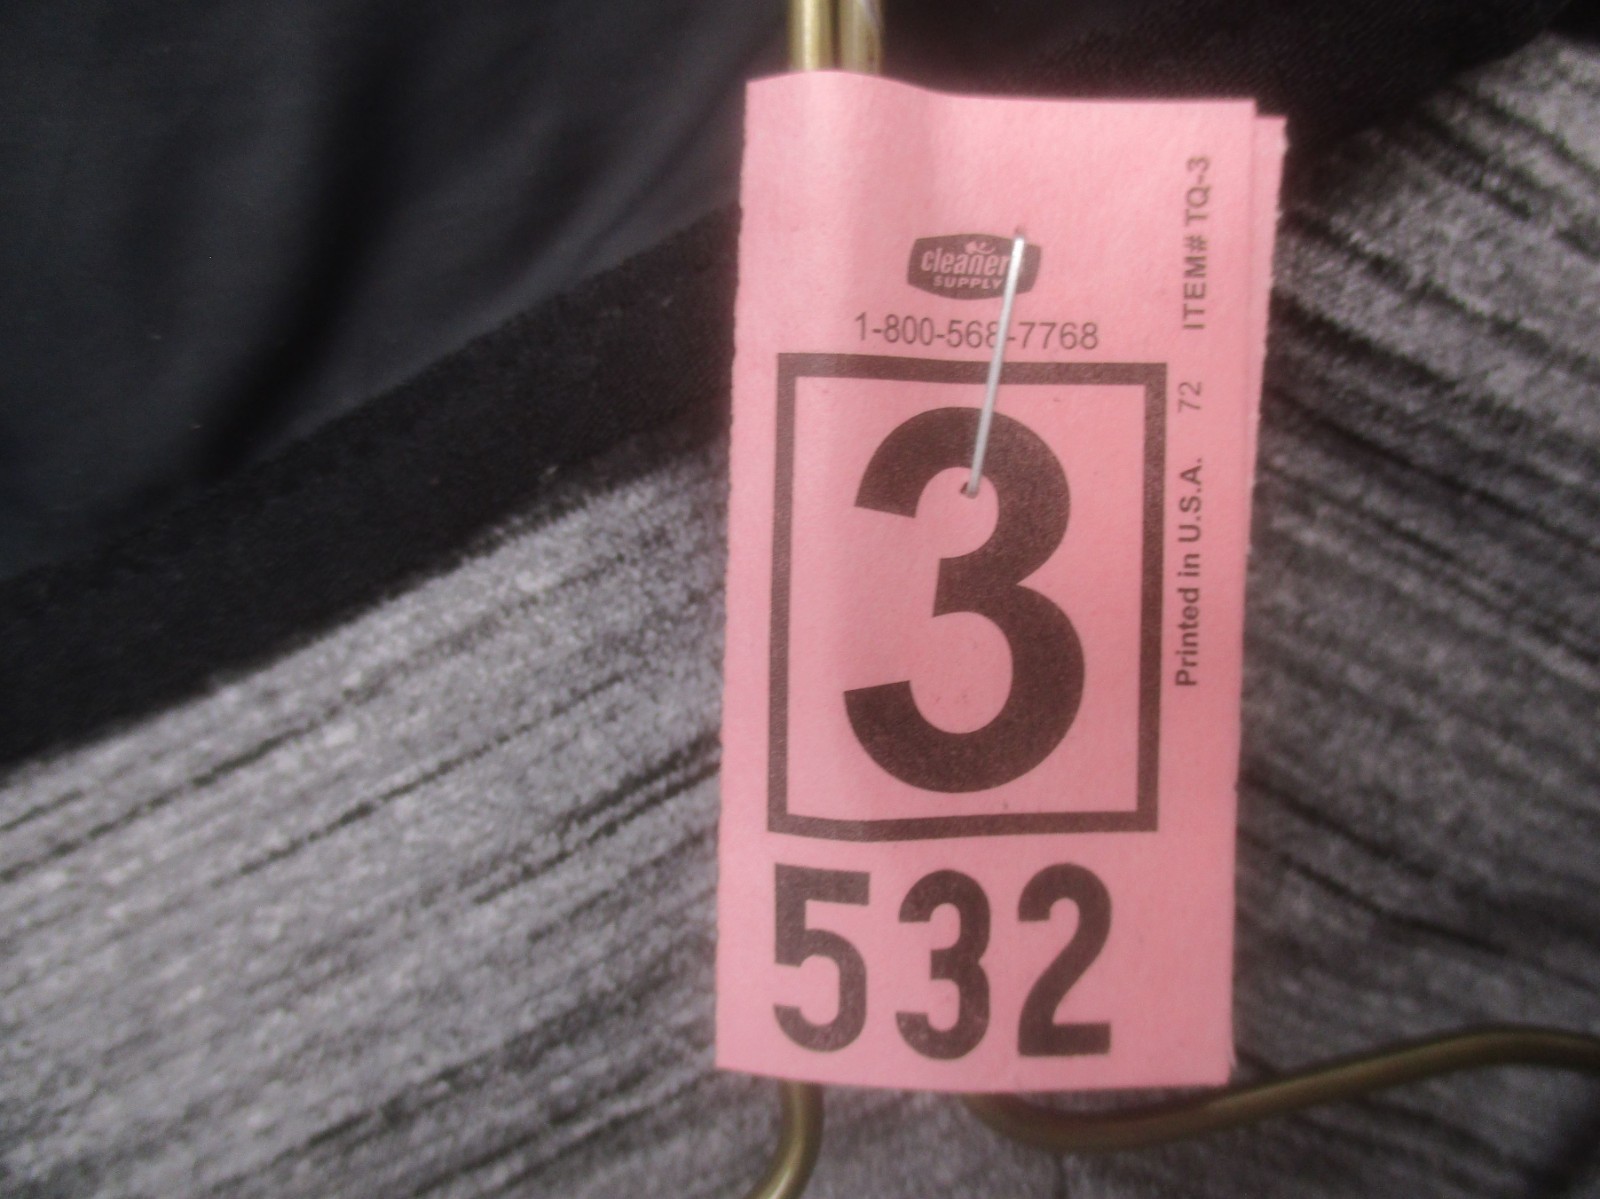 cleaner
SUPPLY
1-800-568-7768
3
532
Printed in U.S.A. 72 ITEM# TQ-3